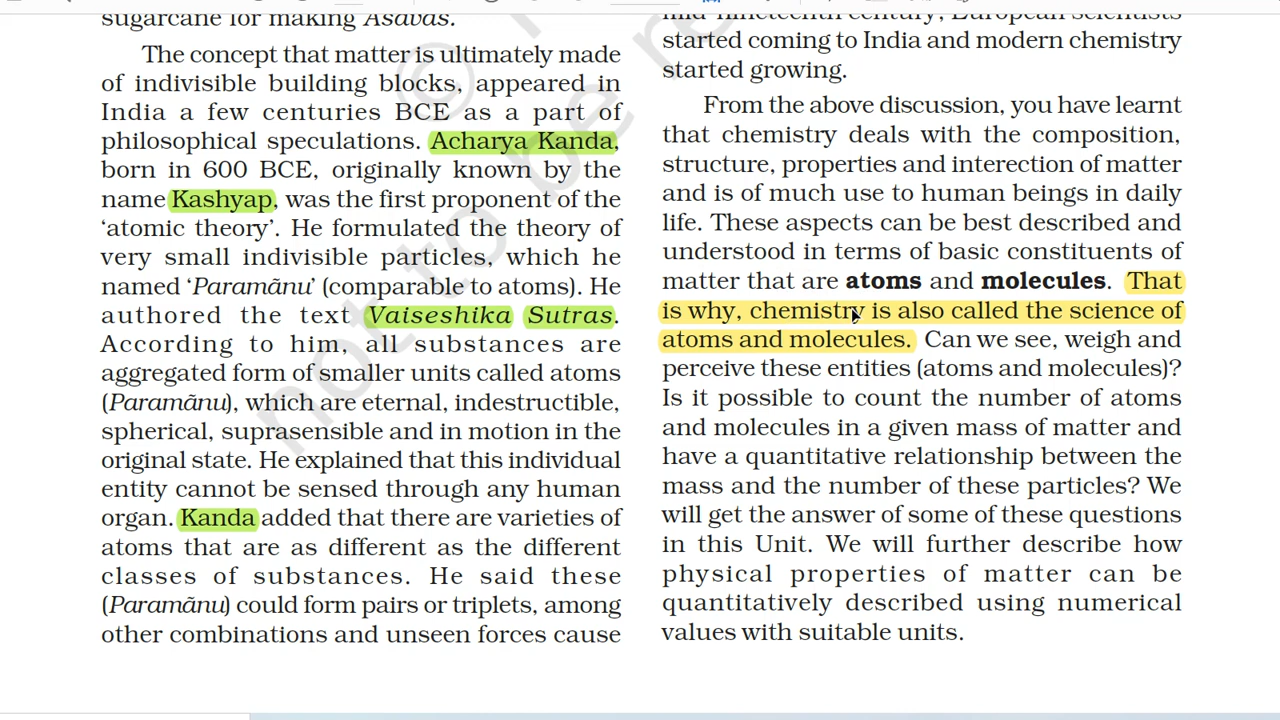 sugarcane for making Asavas.
The concept that matter is ultimately made
of indivisible building blocks, appeared in
India a few centuries BCE as a part of
philosophical speculations. Acharya Kanda,
born in 600 BCE, originally known by the
name Kashyap, was the first proponent of the
‘atomic theory’. He formulated the theory of
very small indivisible particles, which he
named ‘Paramãnu’ (comparable to atoms). He
authored the text Vaiseshika Sutras.
According to him, all substances are
aggregated form of smaller units called atoms
(Paramãnu), which are eternal, indestructible,
spherical, suprasensible and in motion in the
original state. He explained that this individual
entity cannot be sensed through any human
organ. Kanda added that there are varieties of
atoms that are as different as the different
classes of substances. He said these
(Paramãnu) could form pairs or triplets, among
other combinations and unseen forces cause
mid-nineteenth century, European scientists
started coming to India and modern chemistry
started growing.
From the above discussion, you have learnt
that chemistry deals with the composition,
structure, properties and interection of matter
and is of much use to human beings in daily
life. These aspects can be best described and
understood in terms of basic constituents of
matter that are atoms and molecules. That
is why, chemistry is also called the science of
atoms and molecules. Can we see, weigh and
perceive these entities (atoms and molecules)?
Is it possible to count the number of atoms
and molecules in a given mass of matter and
have a quantitative relationship between the
mass and the number of these particles? We
will get the answer of some of these questions
in this Unit. We will further describe how
physical properties of matter can be
quantitatively described using numerical
values with suitable units.
©
not to be re